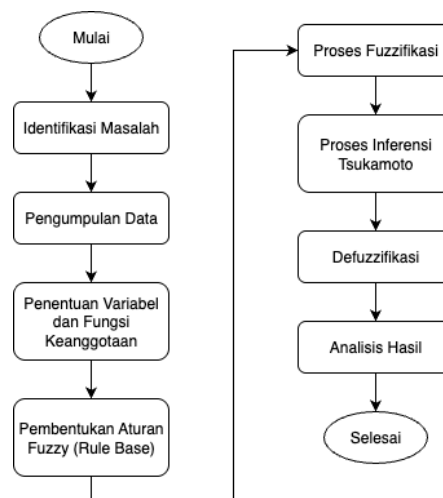 Mulai
Identifikasi Masalah
Pengumpulan Data
Penentuan Variabel
dan Fungsi
Keanggotaan
Pembentukan Aturan
Fuzzy (Rule Base)
Proses Fuzzifikasi
Proses Inferensi
Tsukamoto
Defuzzifikasi
Analisis Hasil
Selesai